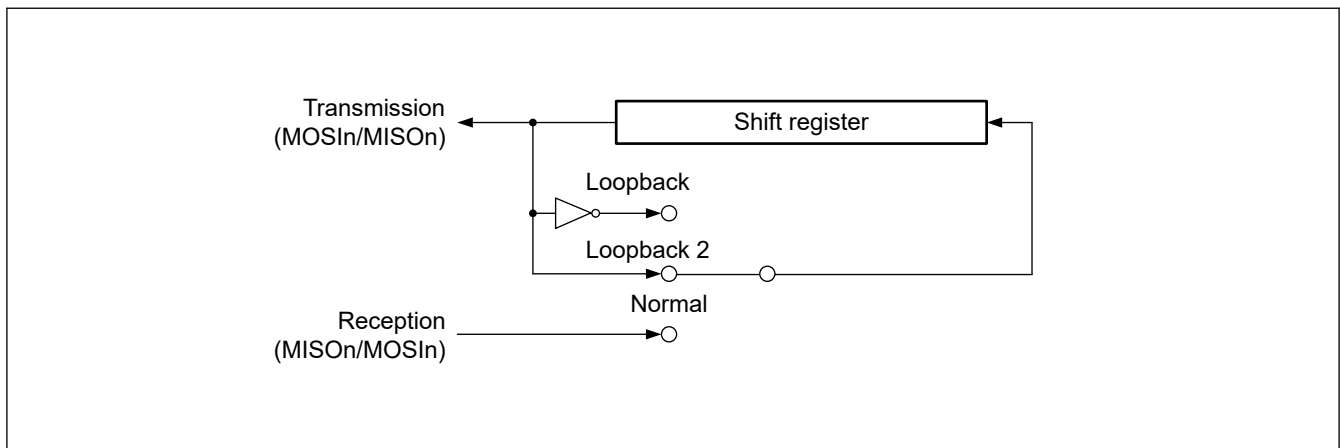 Transmission
(MOSIn/MISOn)
Shift register
Loopback
Loopback 2
Normal
Reception
(MISOn/MOSIn)